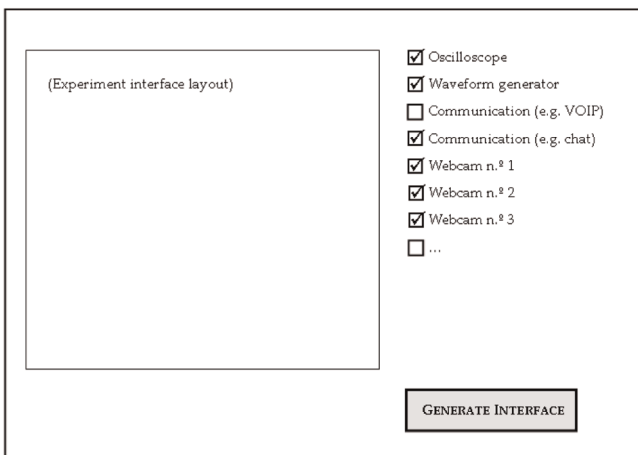 (Experiment interface layout)
Oscilloscope
Waveform generator
Communication (e.g. VOIP)
Communication (e.g. chat)
Webcam n.º 1
Webcam n.º 2
Webcam n.º 3
...
GENERATE INTERFACE